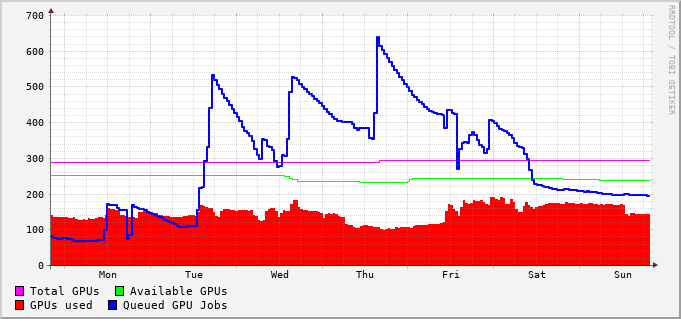 700
600
500
400
300
200
100
0
Mon Tue Wed Thu Fri Sat Sun
Total GPUs Available GPUs
GPUs used Queued GPU Jobs
RRDTOOL / TOBI OETIKER